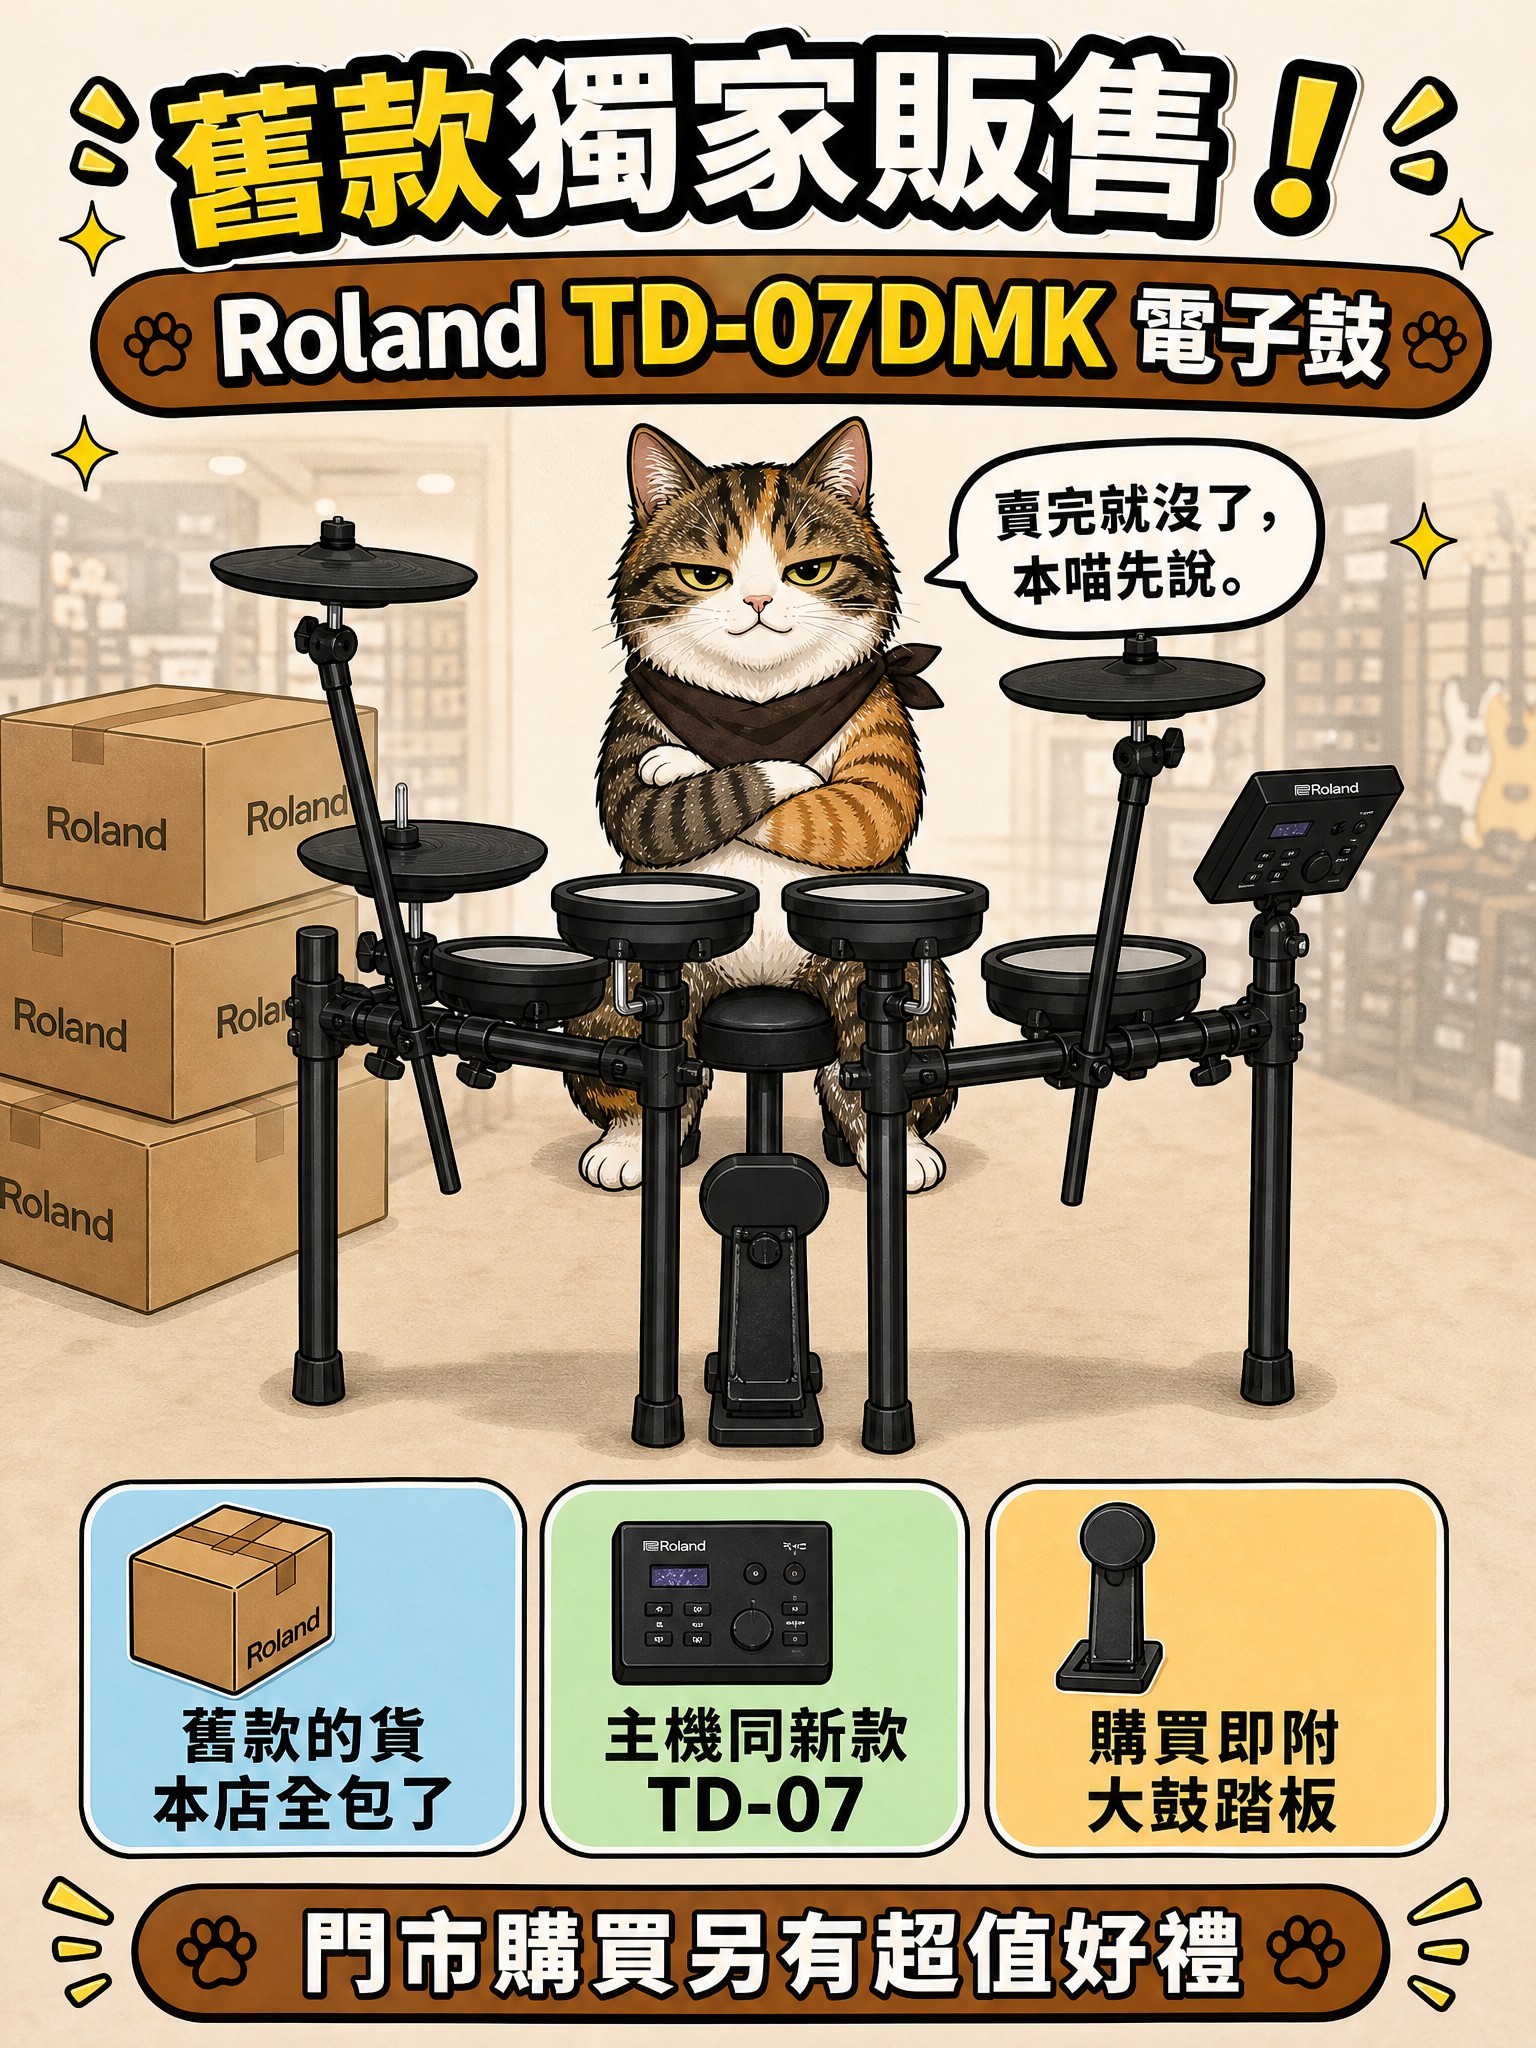 舊款獨家販售！
Roland TD-07DMK 電子鼓
賣完就沒了，
本喵先說。
Roland
Roland
Roland
Roland
Roland
Roland
Roland
舊款的貨
本店全包了
Roland
主機同新款
TD-07
購買即附
大鼓踏板
門市購買另有超值好禮